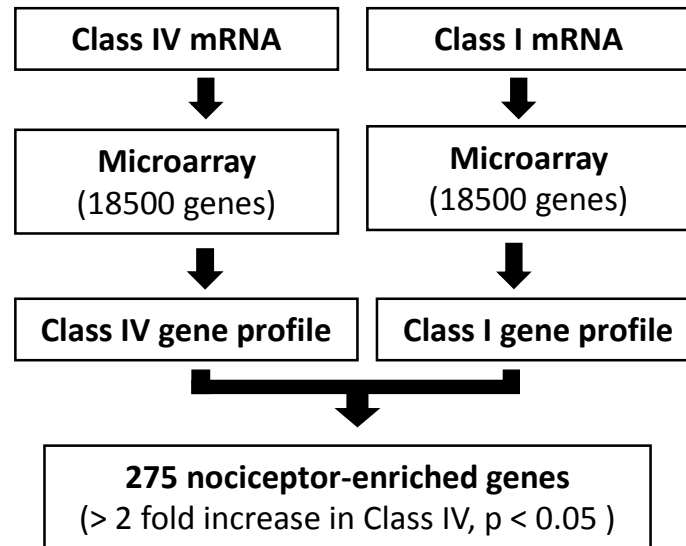 Class IV mRNA
Class I mRNA
Microarray
(18500 genes)
Microarray
(18500 genes)
Class IV gene profile
Class I gene profile
275 nociceptor-enriched genes
(> 2 fold increase in Class IV, p < 0.05 )